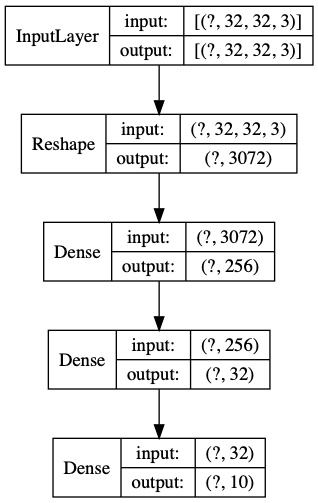 InputLayer input: [(?, 32, 32, 3)]
output: [(?, 32, 32, 3)]
Reshape input: (?, 32, 32, 3)
output: (?, 3072)
Dense input: (?, 3072)
output: (?, 256)
Dense input: (?, 256)
output: (?, 32)
Dense input: (?, 32)
output: (?, 10)